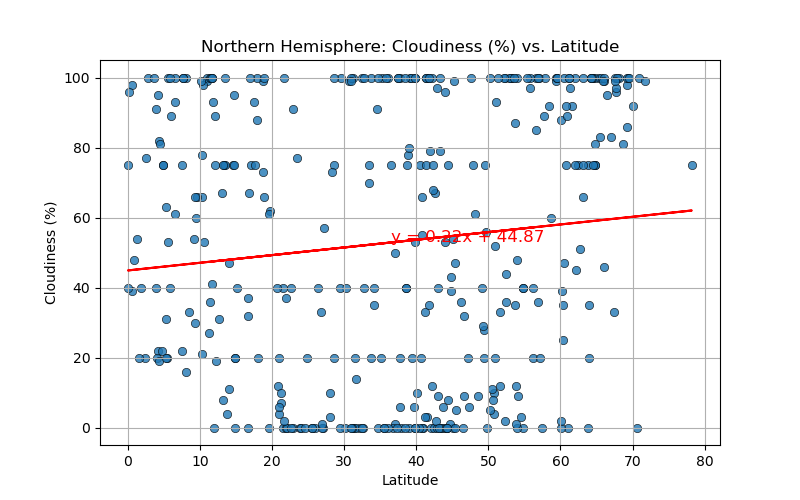 Northern Hemisphere: Cloudiness (%) vs. Latitude
Cloudiness (%)
100
80
60
40
20
0
y = 0.22x + 44.87
0 10 20 30 40 50 60 70 80
Latitude